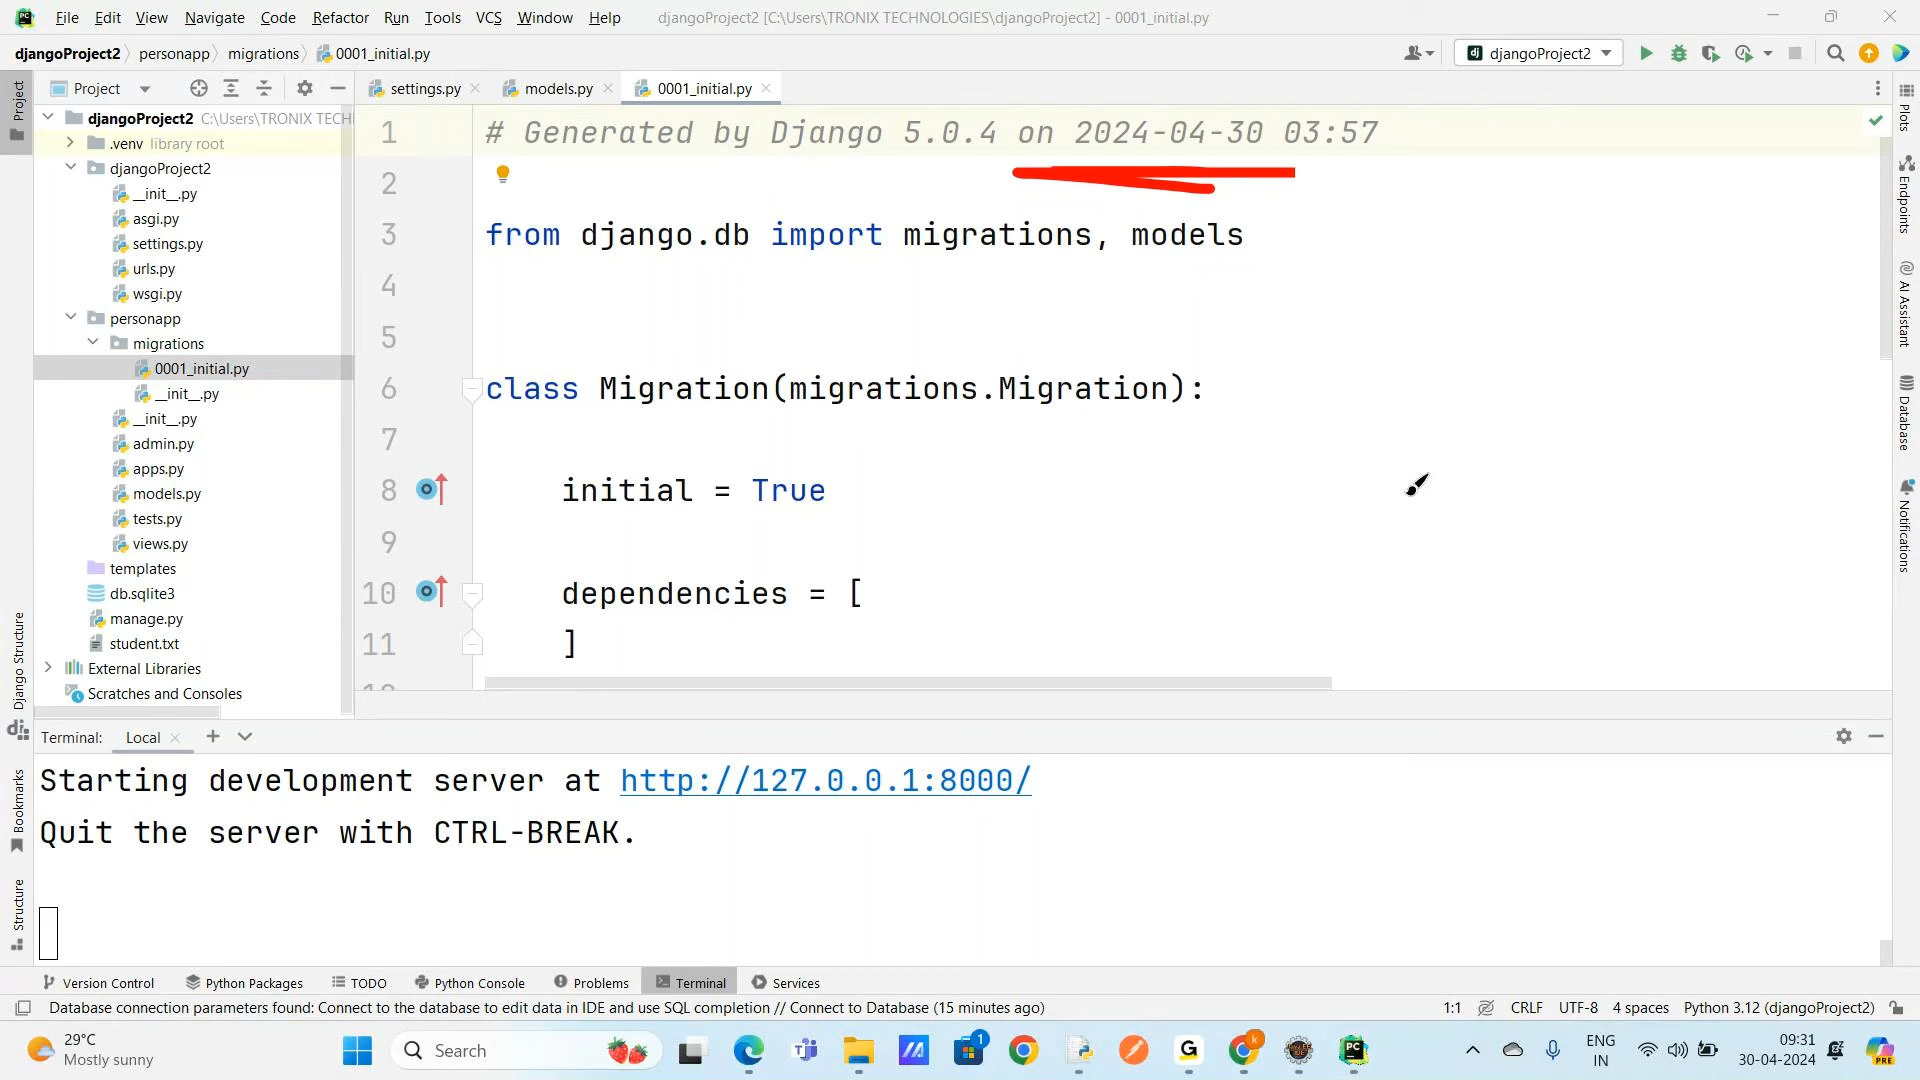 File Edit View Navigate Code Refactor Run Tools VCS Window Help djangoProject2 [C:\Users\TRONIX TECHNOLOGIES\djangoProject2] - 0001_initial.py
djangoProject2 personapp migrations 0001_initial.py djangoProject2
Project
settings.py models.py 0001_initial.py
Project
djangoProject2 C:\Users\TRONIX TECH
.venv library root
djangoProject2
__init__.py
asgi.py
settings.py
urls.py
wsgi.py
personapp
migrations
0001_initial.py
__init__.py
__init__.py
admin.py
apps.py
models.py
tests.py
views.py
templates
db.sqlite3
manage.py
student.txt
External Libraries
Scratches and Consoles
1 # Generated by Django 5.0.4 on 2024-04-30 03:57
2
3 from django.db import migrations, models
4
5
6 class Migration(migrations.Migration):
7
8 initial = True
9
10 dependencies = [
11 ]
Plots
Endpoints
AI Assistant
Database
Notifications
Django Structure
Bookmarks
Structure
Terminal: Local
Starting development server at http://127.0.0.1:8000/
Quit the server with CTRL-BREAK.
Version Control Python Packages TODO Python Console Problems Terminal Services
Database connection parameters found: Connect to the database to edit data in IDE and use SQL completion // Connect to Database (15 minutes ago) 1:1 CRLF UTF-8 4 spaces Python 3.12 (djangoProject2)
29°C
Mostly sunny
Search
1
k
ENG
IN
09:31
30-04-2024
PRE